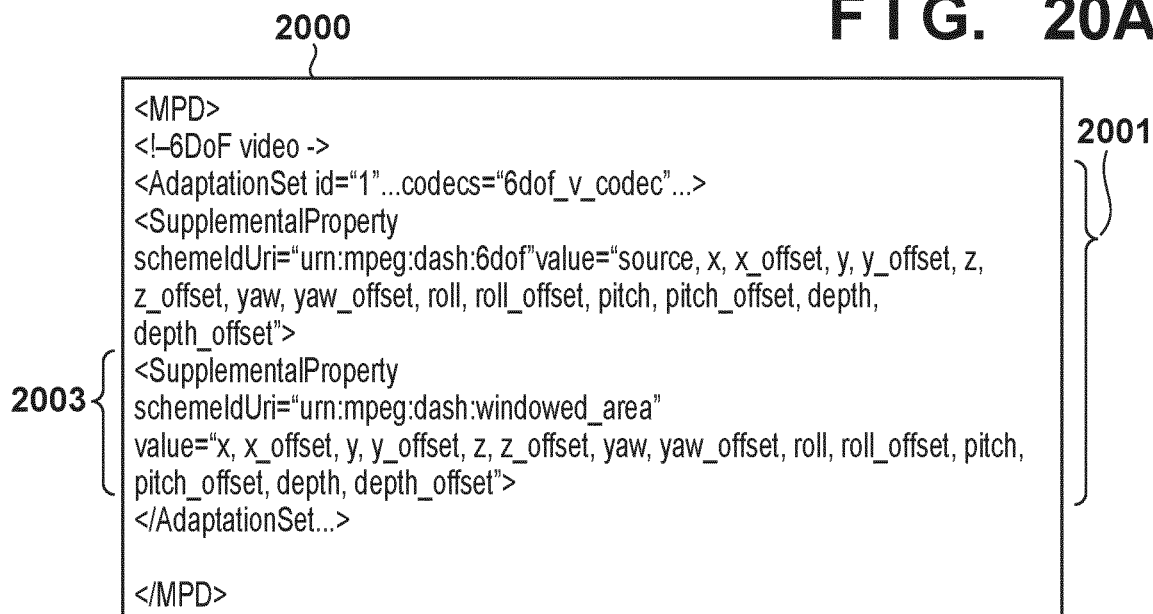 FIG. 20A
2000
<MPD>
<!–6DoF video ->
<AdaptationSet id=“1”...codecs=“6dof_v_codec”...>
<SupplementalProperty
schemeIdUri=“urn:mpeg:dash:6dof”value=“source, x, x_offset, y, y_offset, z,
z_offset, yaw, yaw_offset, roll, roll_offset, pitch, pitch_offset, depth,
depth_offset”>
<SupplementalProperty
schemeIdUri=“urn:mpeg:dash:windowed_area”
value=“x, x_offset, y, y_offset, z, z_offset, yaw, yaw_offset, roll, roll_offset, pitch,
pitch_offset, depth, depth_offset”>
</AdaptationSet...>
</MPD>
2001
2003